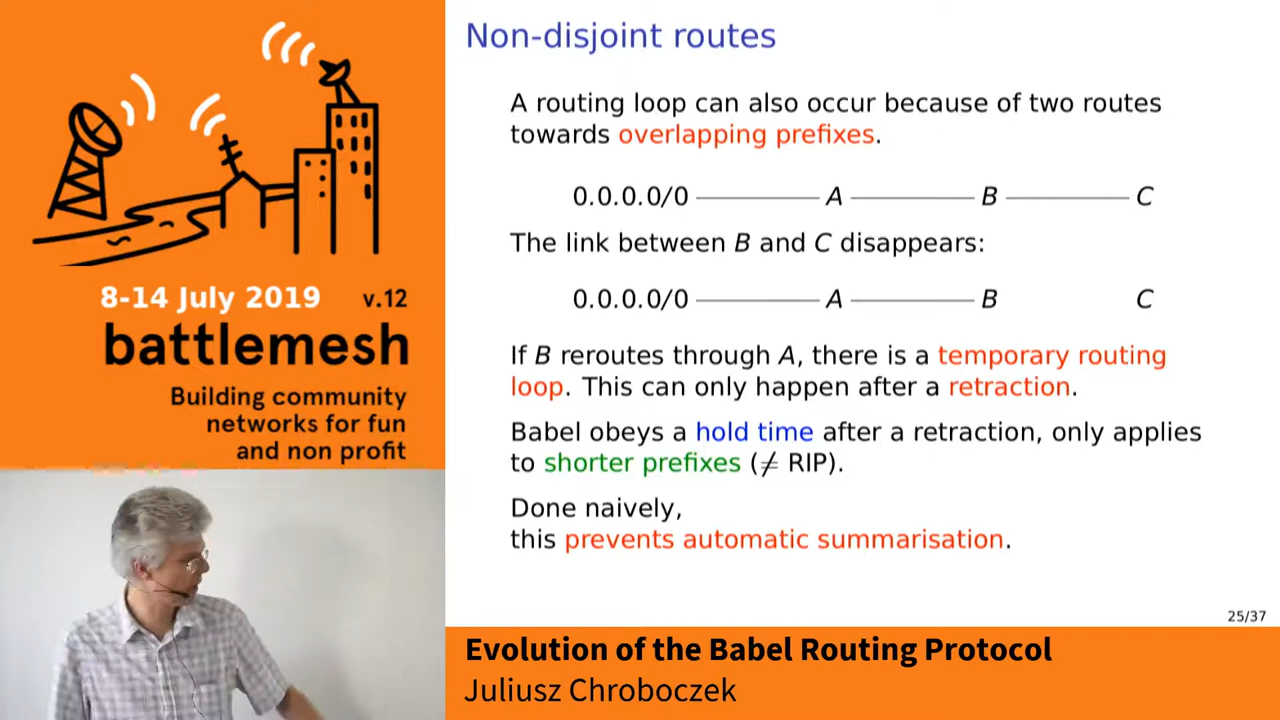 8-14 July 2019 v.12
battlemesh
Building community
networks for fun
and non profit
Non-disjoint routes
A routing loop can also occur because of two routes
towards overlapping prefixes.
0.0.0.0/0 A B C
The link between B and C disappears:
0.0.0.0/0 A B C
If B reroutes through A, there is a temporary routing
loop. This can only happen after a retraction.
Babel obeys a hold time after a retraction, only applies
to shorter prefixes (≠ RIP).
Done naively,
this prevents automatic summarisation.
25/37
Evolution of the Babel Routing Protocol
Juliusz Chroboczek